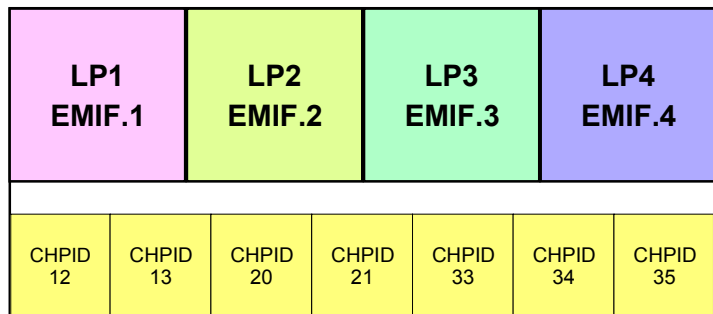 LP1
EMIF.1
LP2
EMIF.2
LP3
EMIF.3
LP4
EMIF.4
CHPID
12
CHPID
13
CHPID
20
CHPID
21
CHPID
33
CHPID
34
CHPID
35